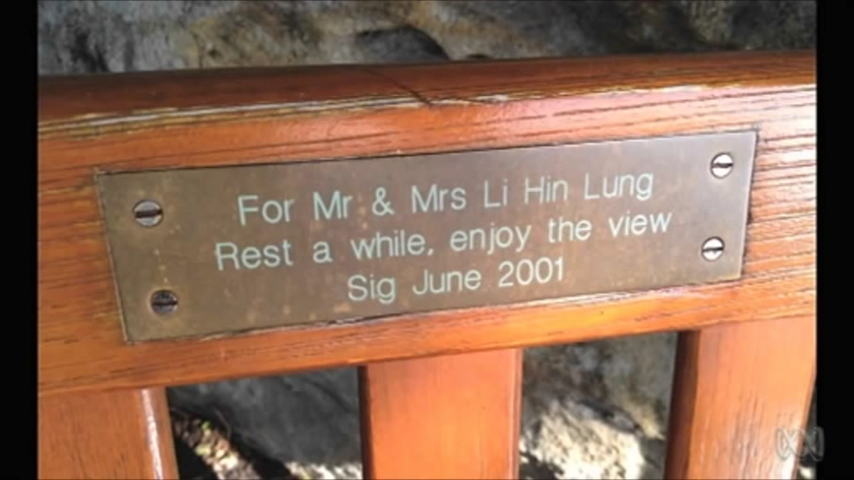 For Mr & Mrs Li Hin Lung
Rest a while, enjoy the view
Sig June 2001